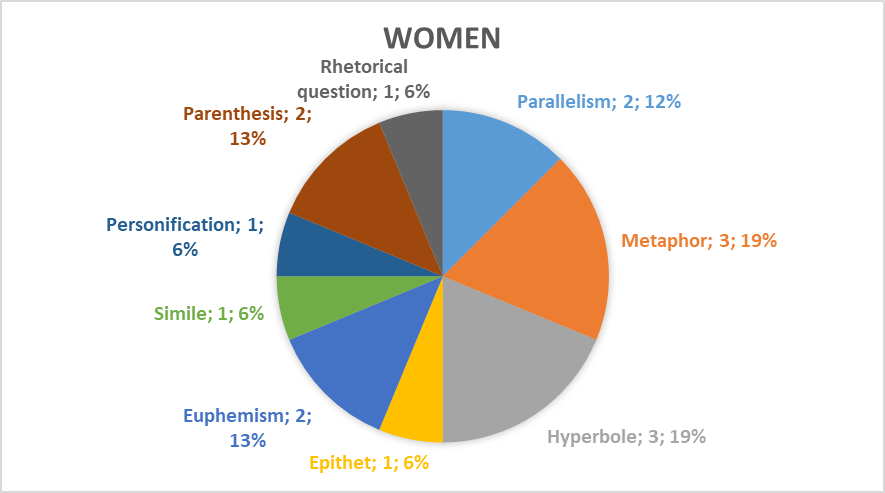 WOMEN
Rhetorical
question; 1; 6%
Parallelism; 2; 12%
Metaphor; 3; 19%
Hyperbole; 3; 19%
Epithet; 1; 6%
Euphemism; 2;
13%
Simile; 1; 6%
Personification; 1;
6%
Parenthesis; 2;
13%